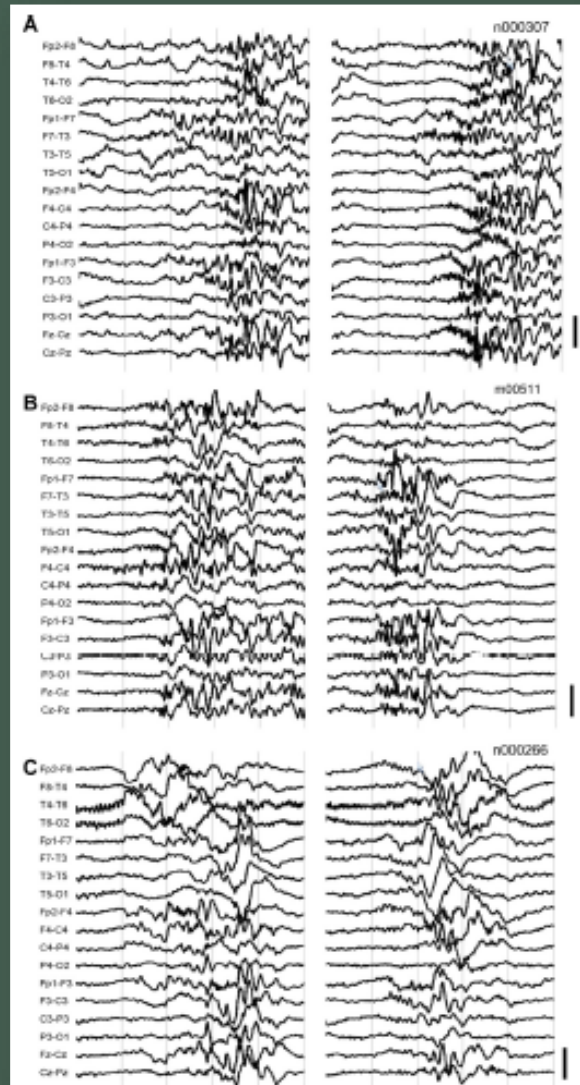 A
n000307
Fp2-F8
F8-T4
T4-T6
T6-O2
Fp1-F7
F7-T3
T3-T5
T5-O1
Fp2-F4
F4-C4
C4-P4
P4-O2
Fp1-F3
F3-C3
C3-P3
P3-O1
Fz-Cz
Cz-Pz
B
m00511
Fp2-F8
F8-T4
T4-T6
T6-O2
Fp1-F7
F7-T3
T3-T5
T5-O1
Fp2-F4
F4-C4
C4-P4
P4-O2
Fp1-F3
F3-C3
C3-P3
P3-O1
Fz-Cz
Cz-Pz
C
n000266
Fp2-F8
F8-T4
T4-T6
T6-O2
Fp1-F7
F7-T3
T3-T5
T5-O1
Fp2-F4
F4-C4
C4-P4
P4-O2
Fp1-F3
F3-C3
C3-P3
P3-O1
Fz-Cz
Cz-Pz